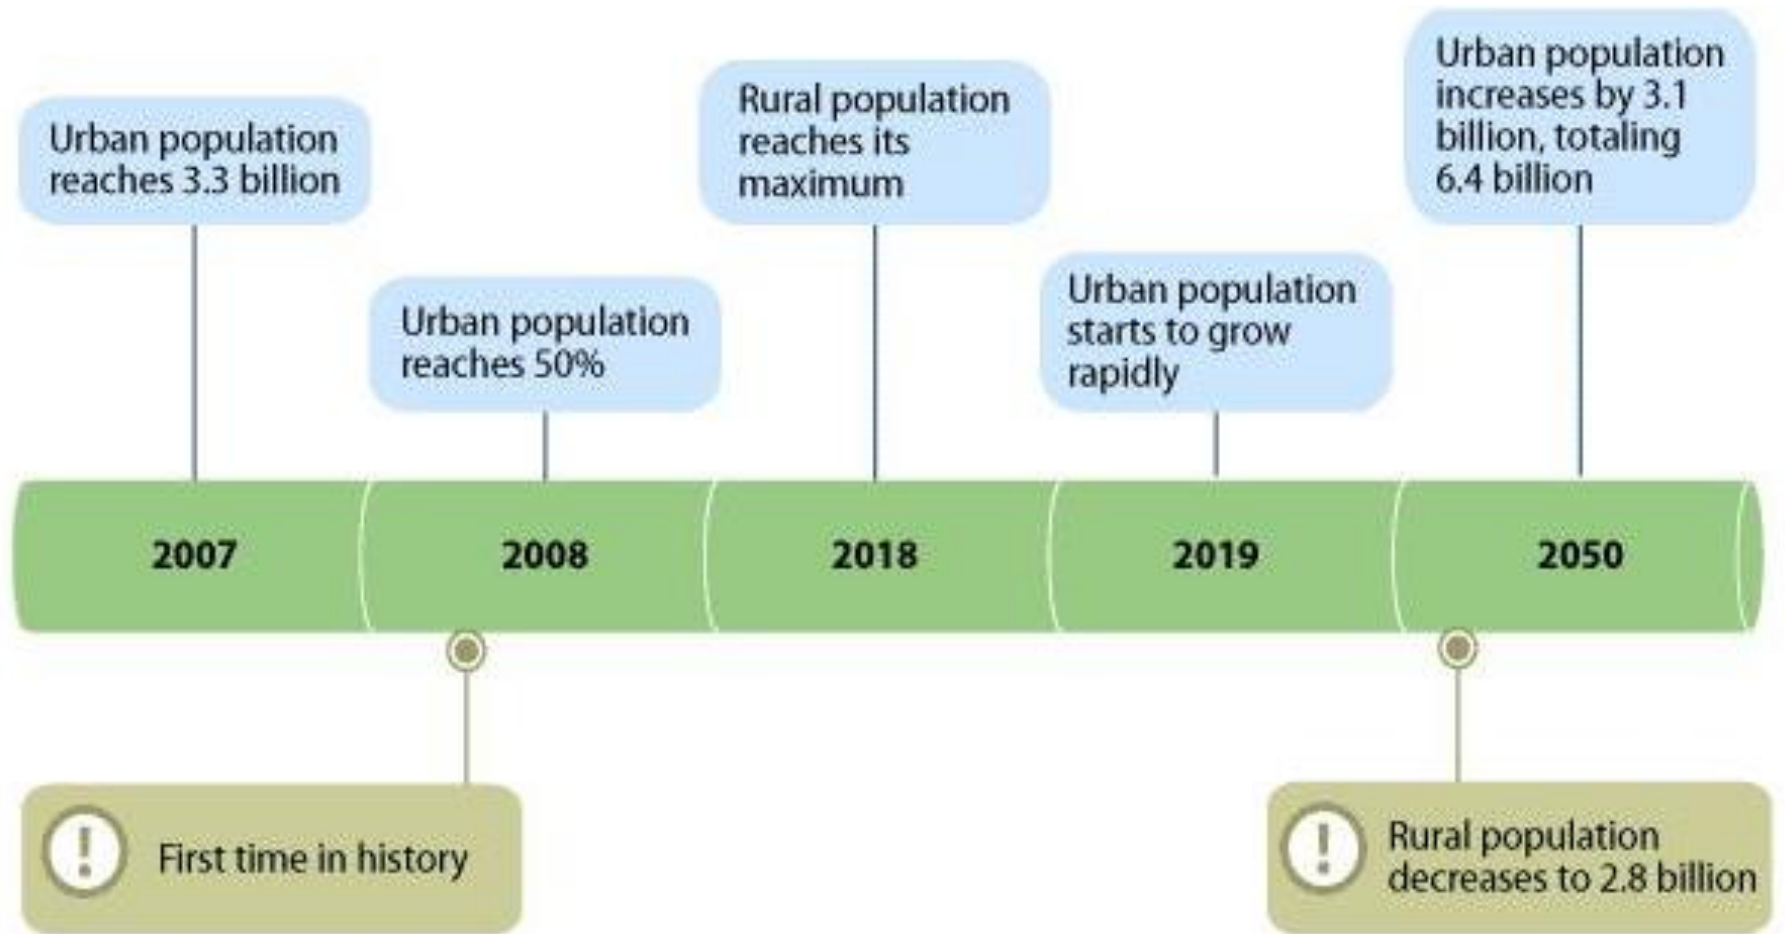 Urban population
reaches 3.3 billion
Urban population
reaches 50%
Rural population
reaches its
maximum
Urban population
starts to grow
rapidly
Urban population
increases by 3.1
billion, totaling
6.4 billion
2007
2008
2018
2019
2050
First time in history
Rural population
decreases to 2.8 billion